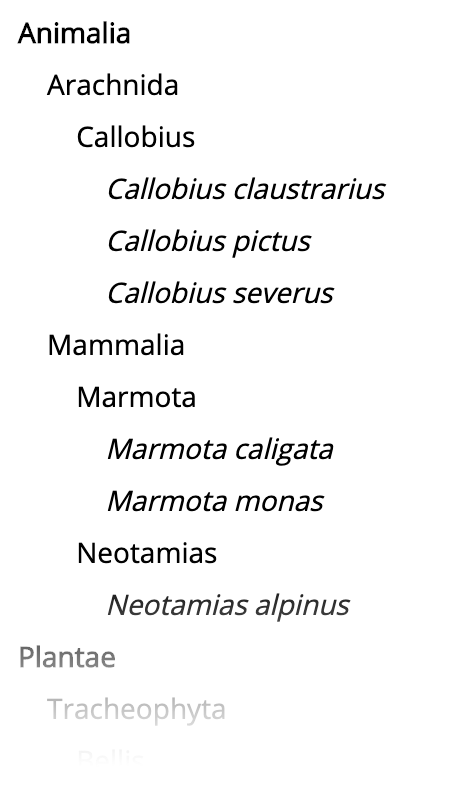 Animalia
Arachnida
Callobius
Callobius claustrarius
Callobius pictus
Callobius severus
Mammalia
Marmota
Marmota caligata
Marmota monas
Neotamias
Neotamias alpinus
Plantae
Tracheophyta